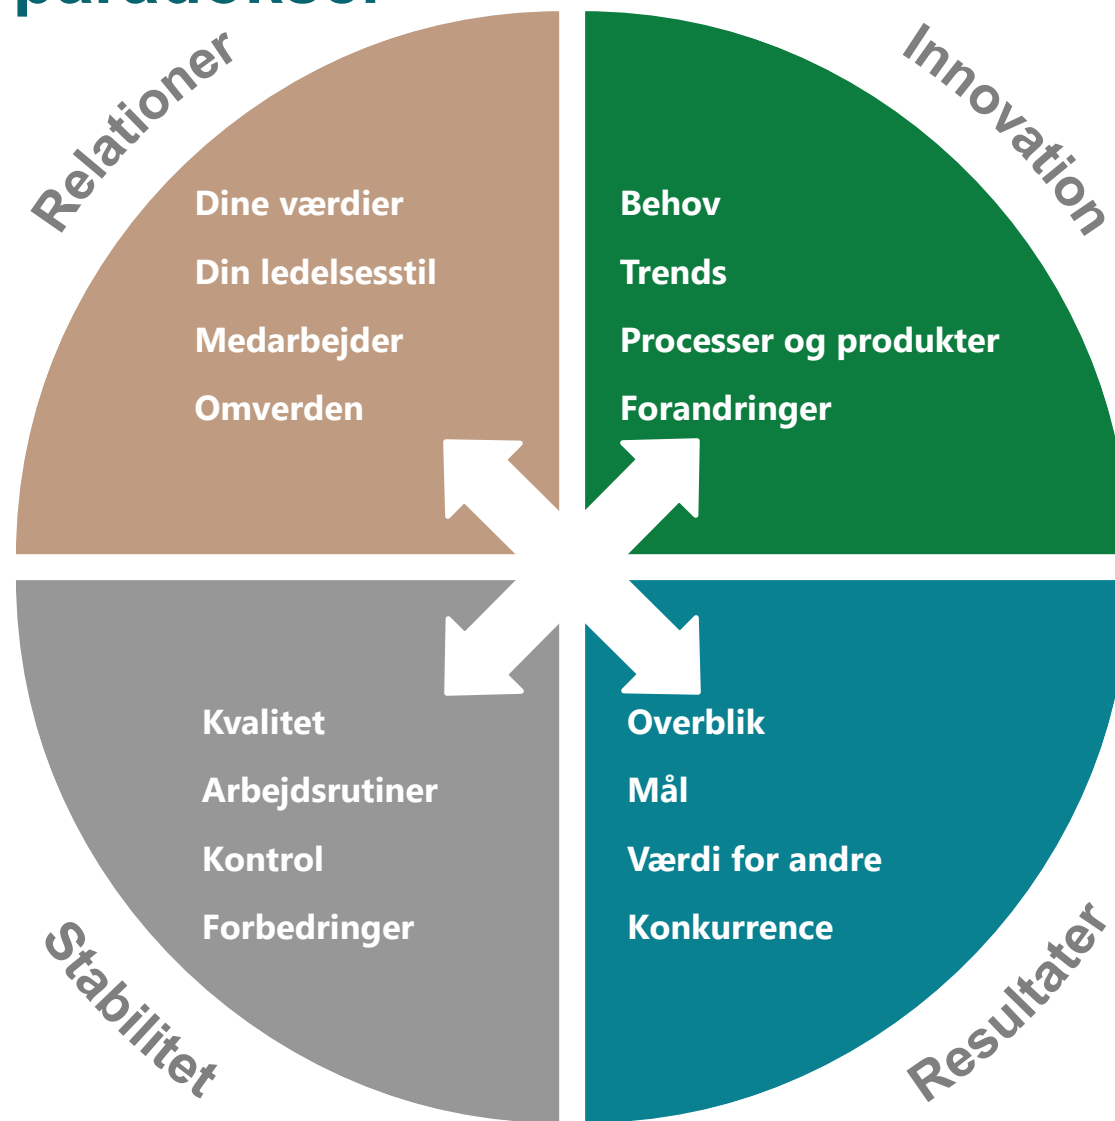 paradokser
Relationer
Dine værdier
Din ledelsesstil
Medarbejder
Omverden
Innovation
Behov
Trends
Processer og produkter
Forandringer
Stabilitet
Kvalitet
Arbejdsrutiner
Kontrol
Forbedringer
Resultater
Overblik
Mål
Værdi for andre
Konkurrence